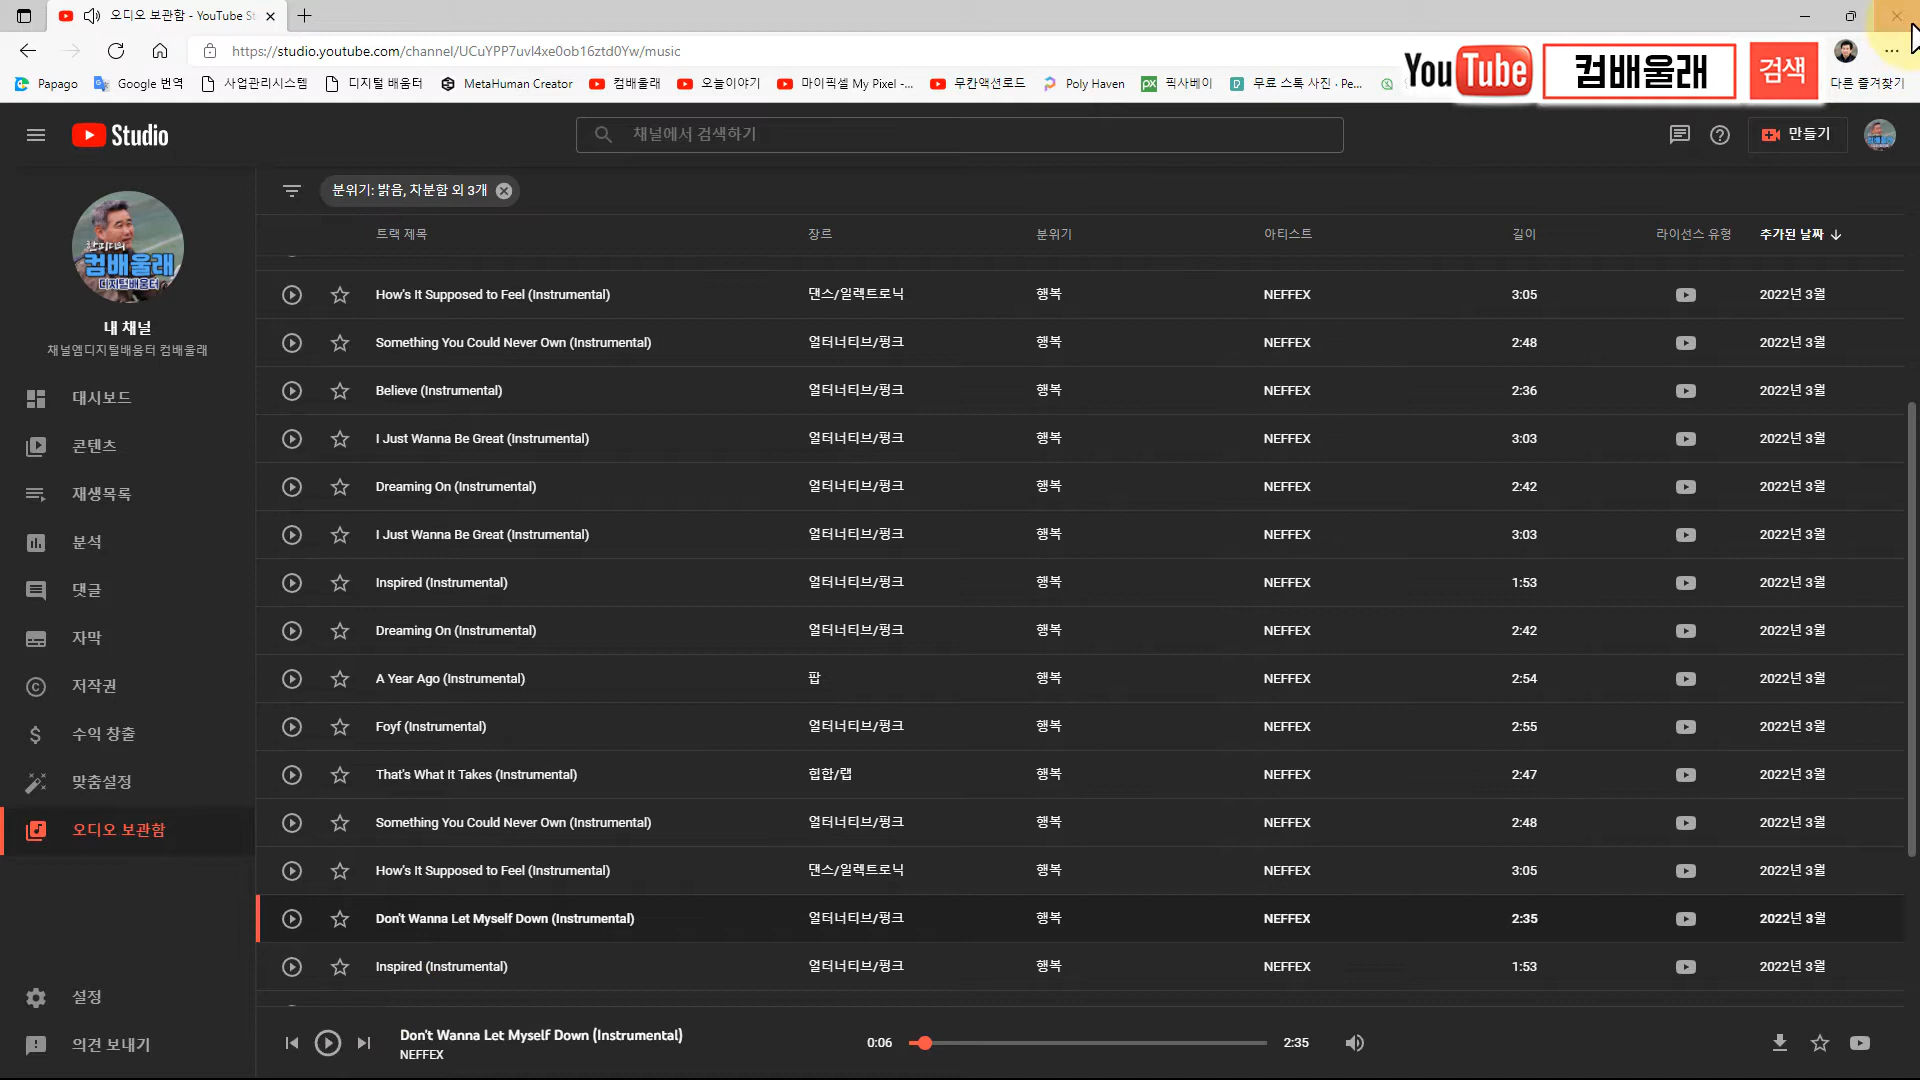 오디오 보관함 - YouTube St
https://studio.youtube.com/channel/UCuYPP7uvl4xe0ob16ztd0Yw/music
Papago
Google 번역
사업관리시스템
디지털 배움터
MetaHuman Creator
컴배울래
오늘이야기
마이픽셀 My Pixel -...
무칸액션로드
Poly Haven
픽사베이
무료 스톡 사진 · Pe...
YouTube
컴배울래
검색
다른 즐겨찾기
Studio
채널에서 검색하기
만들기
칸피디의
컴배울래
디지털배움터
내 채널
채널엠디지털배움터 컴배울래
대시보드
콘텐츠
재생목록
분석
댓글
자막
저작권
수익 창출
맞춤설정
오디오 보관함
설정
의견 보내기
분위기: 밝음, 차분함 외 3개
트랙 제목 장르 분위기 아티스트 길이 라이선스 유형 추가된 날짜
How's It Supposed to Feel (Instrumental) 댄스/일렉트로닉 행복 NEFFEX 3:05 2022년 3월
Something You Could Never Own (Instrumental) 얼터너티브/펑크 행복 NEFFEX 2:48 2022년 3월
Believe (Instrumental) 얼터너티브/펑크 행복 NEFFEX 2:36 2022년 3월
I Just Wanna Be Great (Instrumental) 얼터너티브/펑크 행복 NEFFEX 3:03 2022년 3월
Dreaming On (Instrumental) 얼터너티브/펑크 행복 NEFFEX 2:42 2022년 3월
I Just Wanna Be Great (Instrumental) 얼터너티브/펑크 행복 NEFFEX 3:03 2022년 3월
Inspired (Instrumental) 얼터너티브/펑크 행복 NEFFEX 1:53 2022년 3월
Dreaming On (Instrumental) 얼터너티브/펑크 행복 NEFFEX 2:42 2022년 3월
A Year Ago (Instrumental) 팝 행복 NEFFEX 2:54 2022년 3월
Foyf (Instrumental) 얼터너티브/펑크 행복 NEFFEX 2:55 2022년 3월
That's What It Takes (Instrumental) 힙합/랩 행복 NEFFEX 2:47 2022년 3월
Something You Could Never Own (Instrumental) 얼터너티브/펑크 행복 NEFFEX 2:48 2022년 3월
How's It Supposed to Feel (Instrumental) 댄스/일렉트로닉 행복 NEFFEX 3:05 2022년 3월
Don't Wanna Let Myself Down (Instrumental) 얼터너티브/펑크 행복 NEFFEX 2:35 2022년 3월
Inspired (Instrumental) 얼터너티브/펑크 행복 NEFFEX 1:53 2022년 3월
Don't Wanna Let Myself Down (Instrumental)
NEFFEX
0:06
2:35